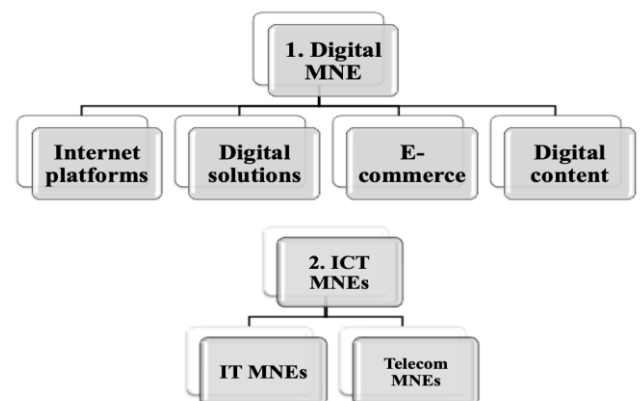 1. Digital
MNE
Internet
platforms
Digital
solutions
E-
commerce
Digital
content
2. ICT
MNEs
IT MNEs
Telecom
MNEs